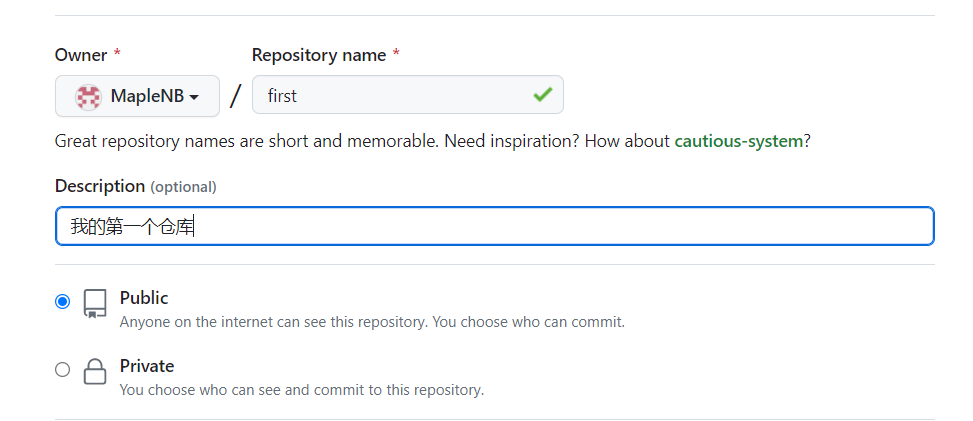 Owner * Repository name *
MapleNB / first
Great repository names are short and memorable. Need inspiration? How about cautious-system?
Description (optional)
我的第一个仓库
Public
Anyone on the internet can see this repository. You choose who can commit.
Private
You choose who can see and commit to this repository.